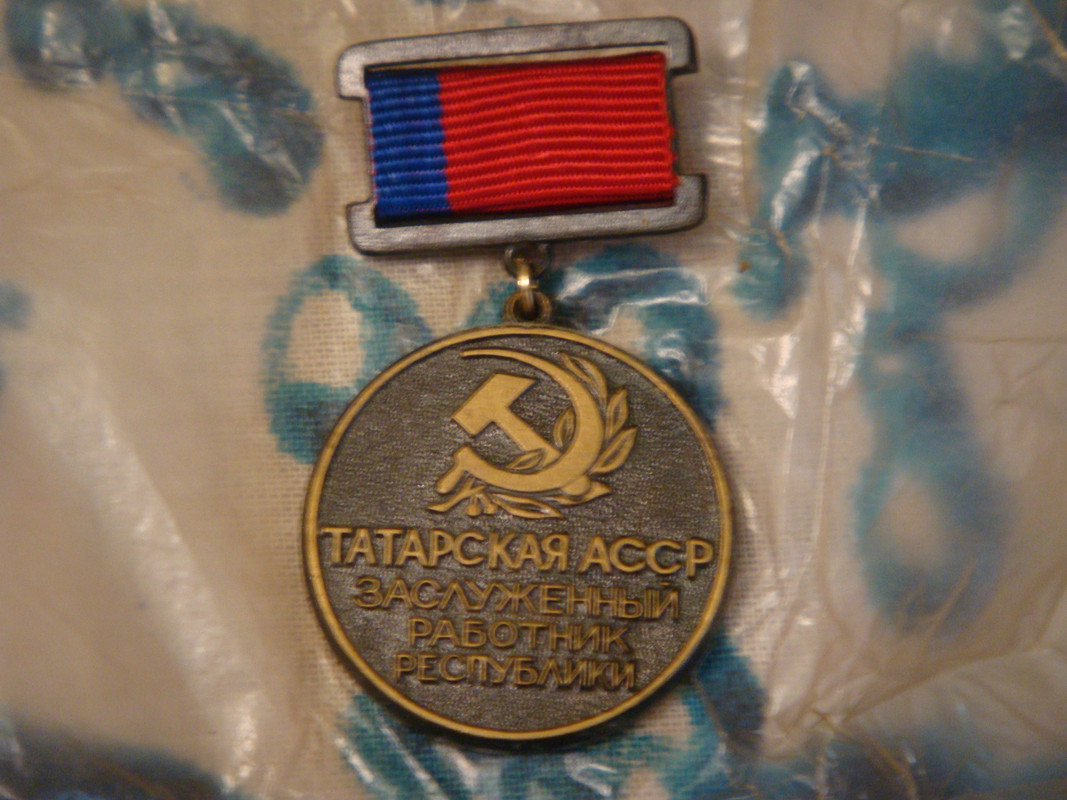 ТАТАРСКАЯ АССР
ЗАСЛУЖЕННЫЙ
РАБОТНИК
РЕСПУБЛИКИ